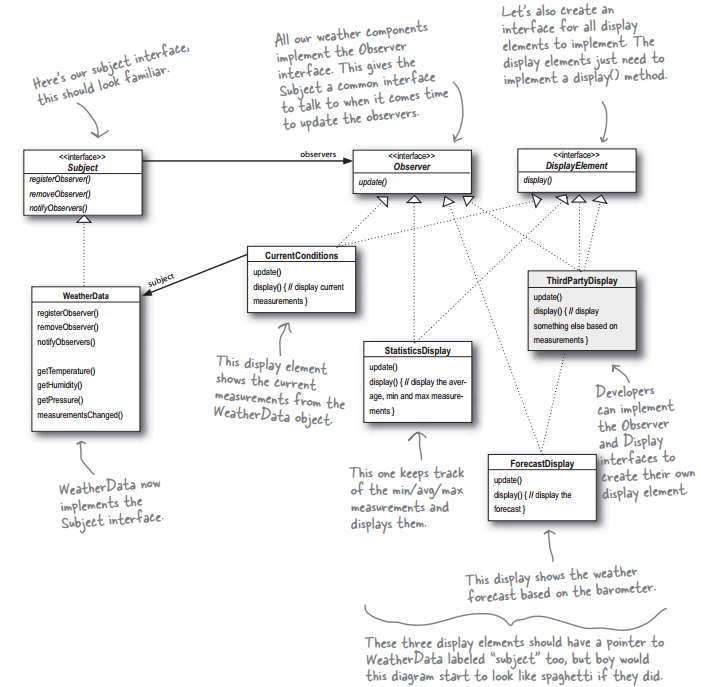 Here's our subject interface,
this should look familiar.
All our weather components
implement the Observer
interface. This gives the
Subject a common interface
to talk to when it comes time
to update the observers.
Let's also create an
interface for all display
elements to implement. The
display elements just need to
implement a display() method.
<<interface>>
Subject
registerObserver()
removeObserver()
notifyObservers()
observers
<<interface>>
Observer
update()
<<interface>>
DisplayElement
display()
subject
CurrentConditions
update()
display() { // display current
measurements }
ThirdPartyDisplay
update()
display() { // display
something else based on
measurements }
WeatherData
registerObserver()
removeObserver()
notifyObservers()
getTemperature()
getHumidity()
getPressure()
measurementsChanged()
StatisticsDisplay
update()
display() { // display the aver-
age, min and max measure-
ments }
This display element
shows the current
measurements from the
WeatherData object.
Developers
can implement
the Observer
and Display
interfaces to
create their own
display element.
ForecastDisplay
update()
display() { // display the
forecast }
This one keeps track
of the min/avg/max
measurements and
displays them.
WeatherData now
implements the
Subject interface.
This display shows the weather
forecast based on the barometer.
These three display elements should have a pointer to
WeatherData labeled "subject" too, but boy would
this diagram start to look like spaghetti if they did.